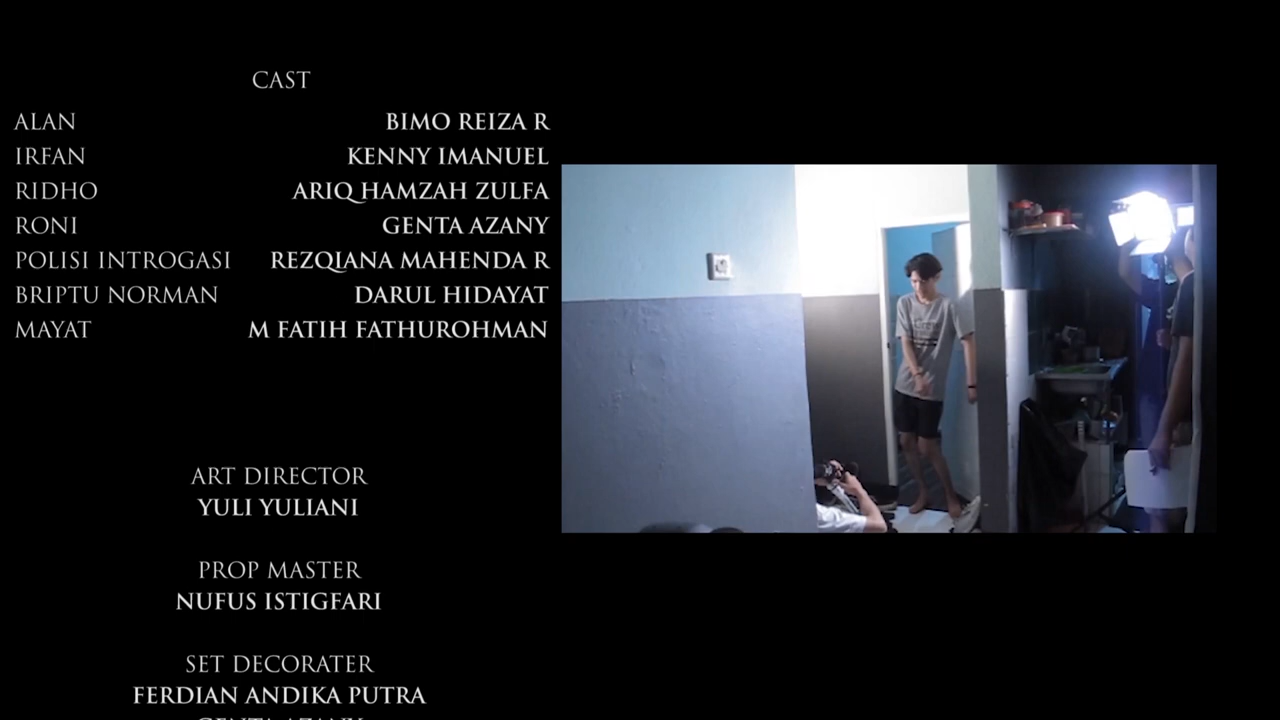 CAST
ALAN BIMO REIZA R
IRFAN KENNY IMANUEL
RIDHO ARIQ HAMZAH ZULFA
RONI GENTA AZANY
POLISI INTROGASI REZQIANA MAHENDA R
BRIPTU NORMAN DARUL HIDAYAT
MAYAT M FATIH FATHUROHMAN
ART DIRECTOR
YULI YULIANI
PROP MASTER
NUFUS ISTIGFARI
SET DECORATER
FERDIAN ANDIKA PUTRA
GENTA AZANY